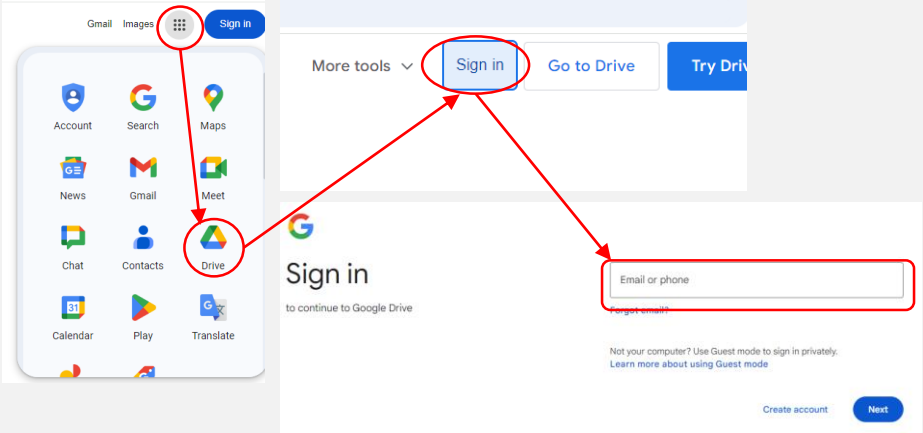 Gmail Images Sign in
Account Search Maps
News Gmail Meet
Chat Contacts Drive
31
Calendar Play Translate
More tools Sign in Go to Drive Try Driv
Sign in
to continue to Google Drive
Email or phone
Forgot email?
Not your computer? Use Guest mode to sign in privately.
Learn more about using Guest mode
Create account Next